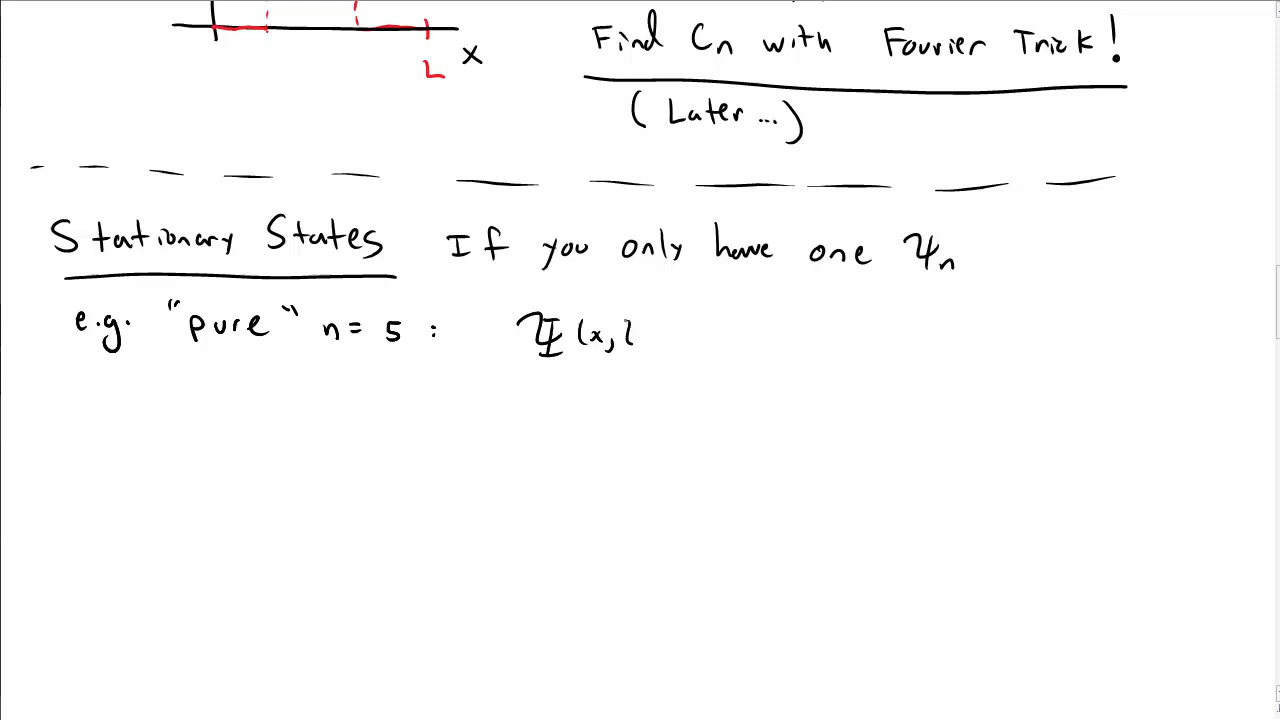 Find Cn with Fourier Trick!
x
L
(Later ...)
Stationary States If you only have one ψn
e.g. "pure" n = 5 : Ψ (x,